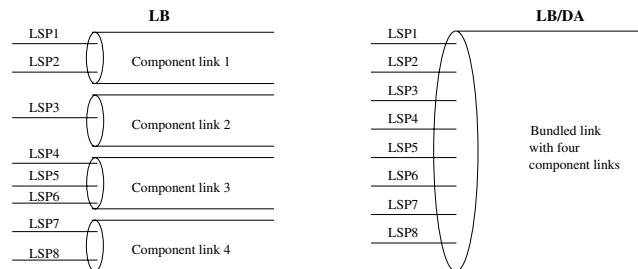 LB
LSP1
LSP2
Component link 1
LSP3
Component link 2
LSP4
LSP5
LSP6
Component link 3
LSP7
LSP8
Component link 4
LB/DA
LSP1
LSP2
LSP3
LSP4
LSP5
LSP6
LSP7
LSP8
Bundled link
with four
component links